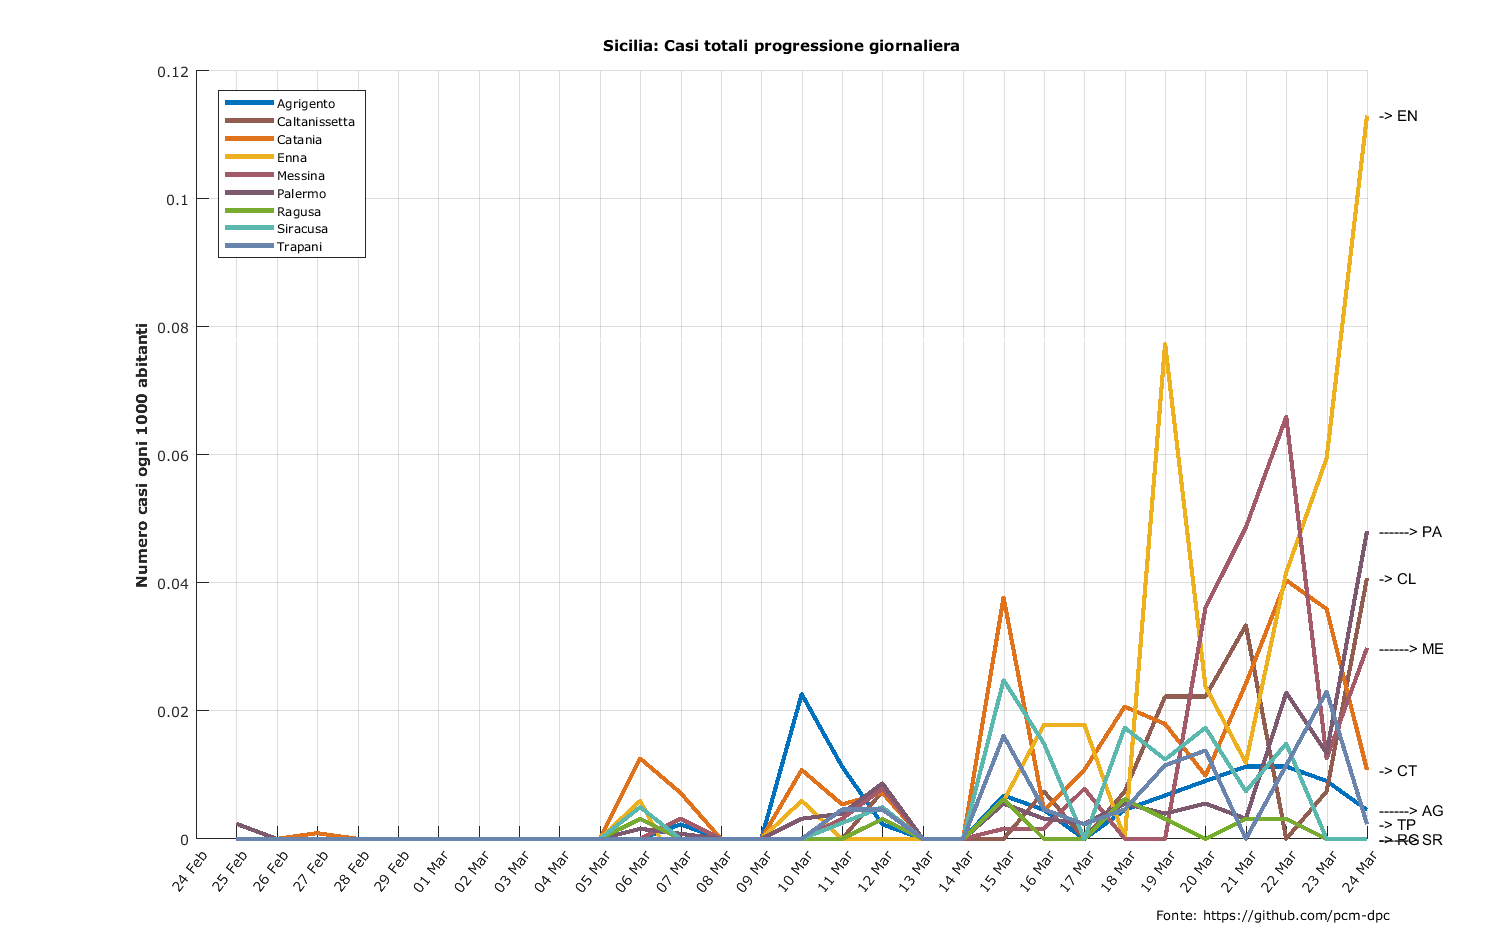 Sicilia: Casi totali progressione giornaliera
Numero casi ogni 1000 abitanti
0.12
0.1
0.08
0.06
0.04
0.02
0
Agrigento
Caltanissetta
Catania
Enna
Messina
Palermo
Ragusa
Siracusa
Trapani
-> EN
------> PA
-> CL
------> ME
-> CT
------> AG
-> TP
-> RG
------> SR
24 Feb
25 Feb
26 Feb
27 Feb
28 Feb
29 Feb
01 Mar
02 Mar
03 Mar
04 Mar
05 Mar
06 Mar
07 Mar
08 Mar
09 Mar
10 Mar
11 Mar
12 Mar
13 Mar
14 Mar
15 Mar
16 Mar
17 Mar
18 Mar
19 Mar
20 Mar
21 Mar
22 Mar
23 Mar
24 Mar
Fonte: https://github.com/pcm-dpc